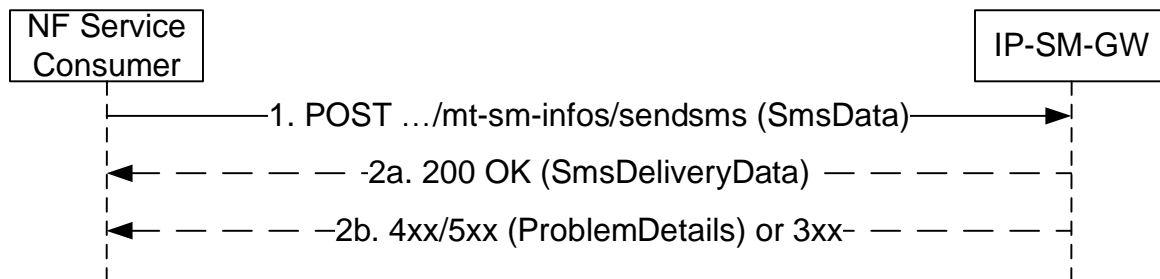 NF Service
Consumer
IP-SM-GW
1. POST …/mt-sm-infos/sendsms (SmsData)
2a. 200 OK (SmsDeliveryData)
2b. 4xx/5xx (ProblemDetails) or 3xx